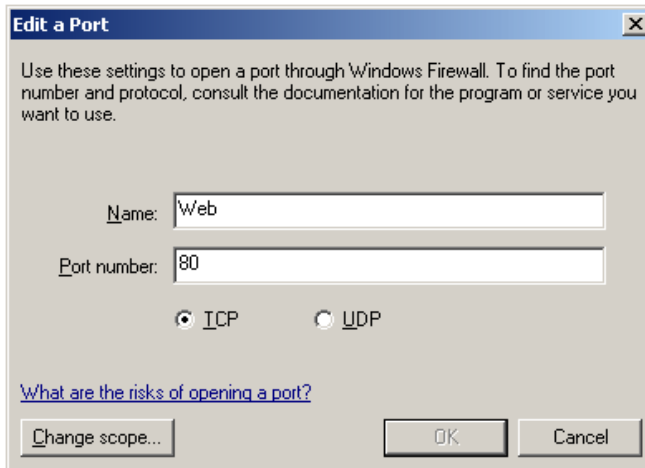 Edit a Port
Use these settings to open a port through Windows Firewall. To find the port
number and protocol, consult the documentation for the program or service you
want to use.
Name: Web
Port number: 80
TCP UDP
What are the risks of opening a port?
Change scope... OK Cancel